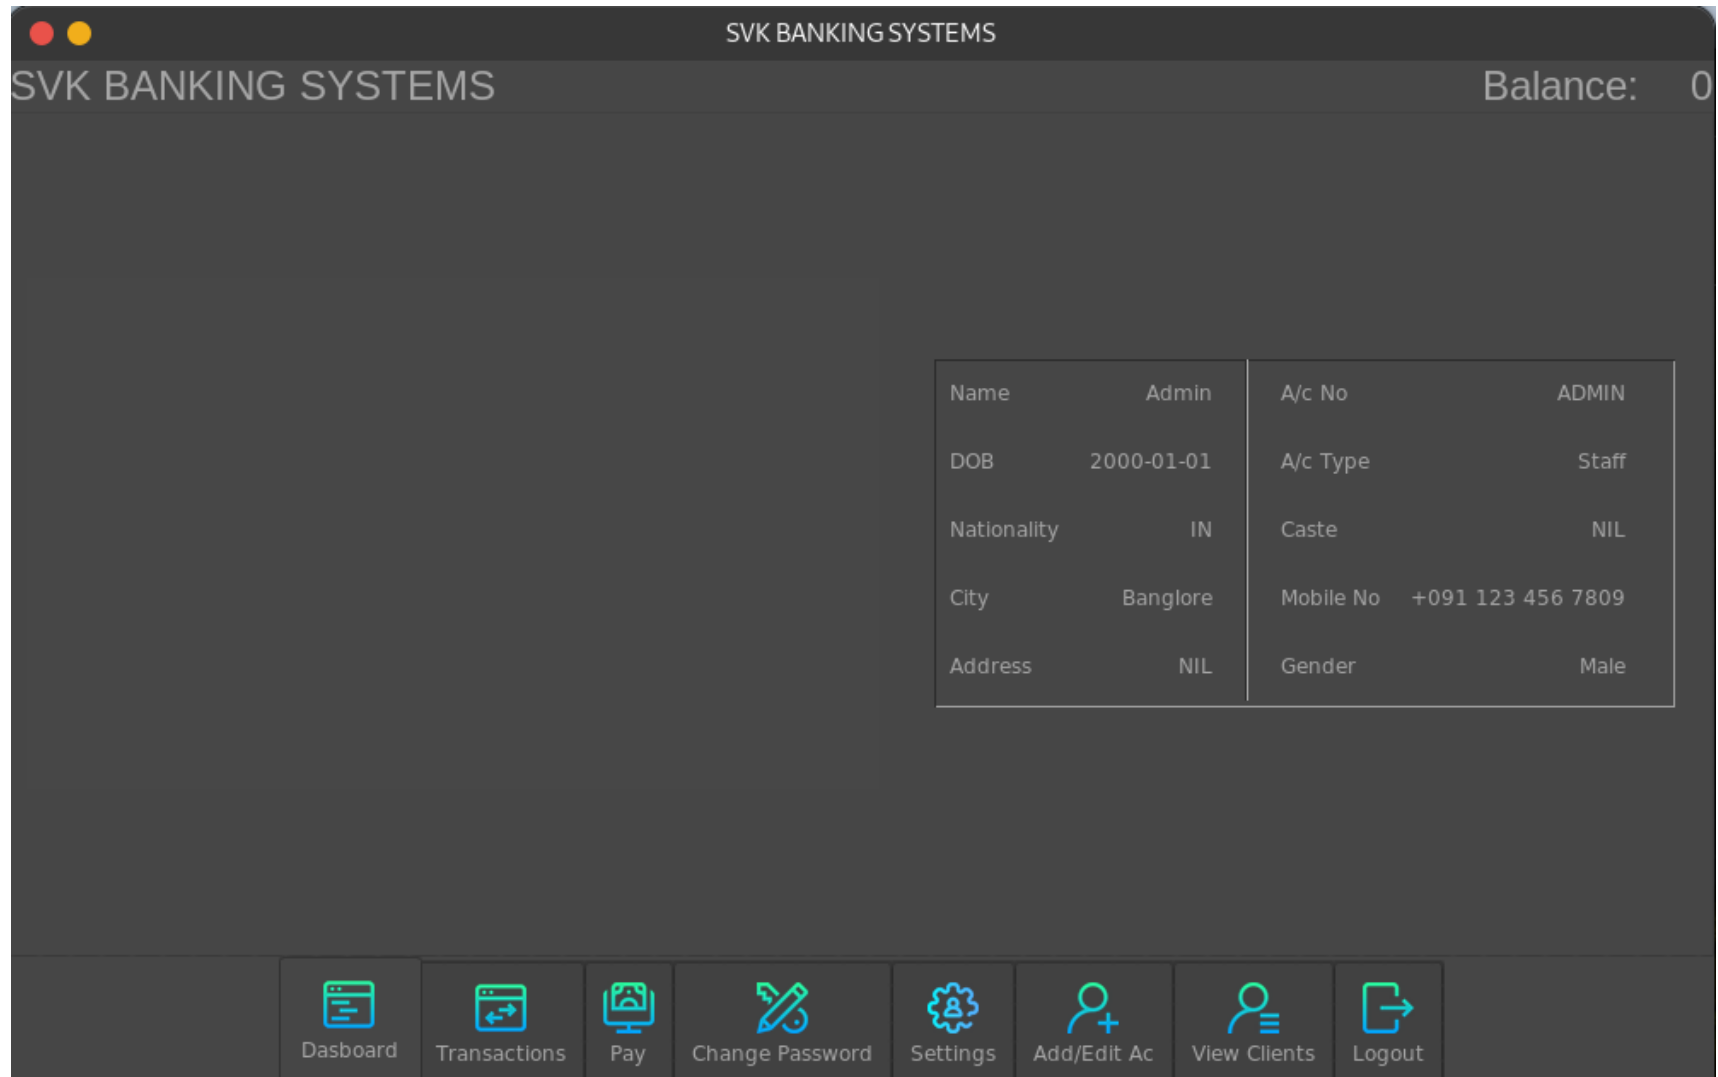 SVK BANKING SYSTEMS
SVK BANKING SYSTEMS Balance: 0
Name Admin A/c No ADMIN
DOB 2000-01-01 A/c Type Staff
Nationality IN Caste NIL
City Banglore Mobile No +091 123 456 7809
Address NIL Gender Male
Dasboard Transactions Pay Change Password Settings Add/Edit Ac View Clients Logout